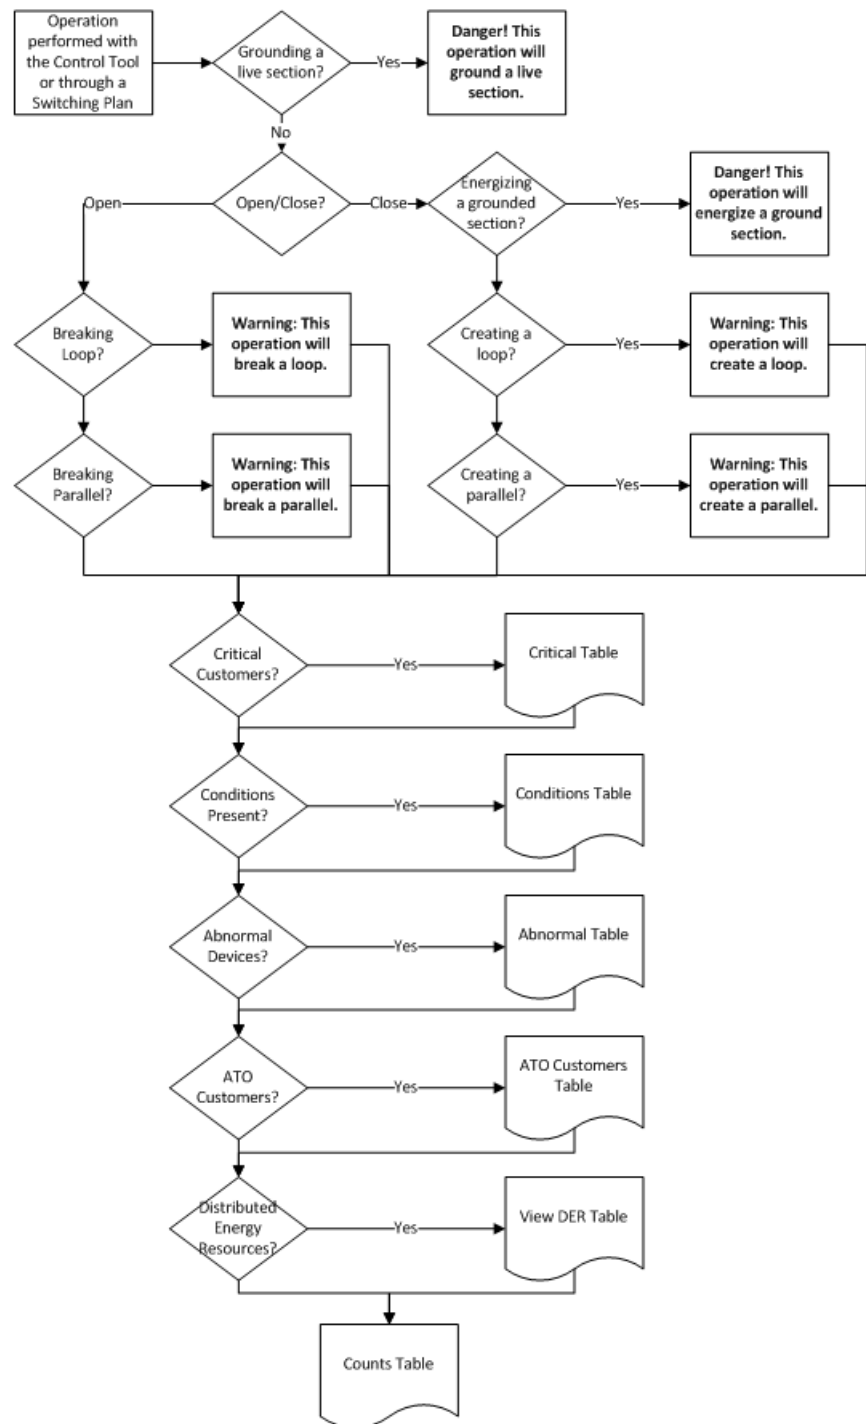 Operation
performed with
the Control Tool
or through a
Switching Plan
Grounding a
live section?
Yes
Danger! This
operation will
ground a live
section.
No
Open
Open/Close?
Close
Energizing
a grounded
section?
Yes
Danger! This
operation will
energize a ground
section.
Breaking
Loop?
Warning: This
operation will
break a loop.
Creating a
loop?
Yes
Warning: This
operation will
create a loop.
Breaking
Parallel?
Warning: This
operation will
break a parallel.
Creating a
parallel?
Yes
Warning: This
operation will
create a parallel.
Critical
Customers?
Yes
Critical Table
Conditions
Present?
Yes
Conditions Table
Abnormal
Devices?
Yes
Abnormal Table
ATO
Customers?
Yes
ATO Customers
Table
Distributed
Energy
Resources?
Yes
View DER Table
Counts Table